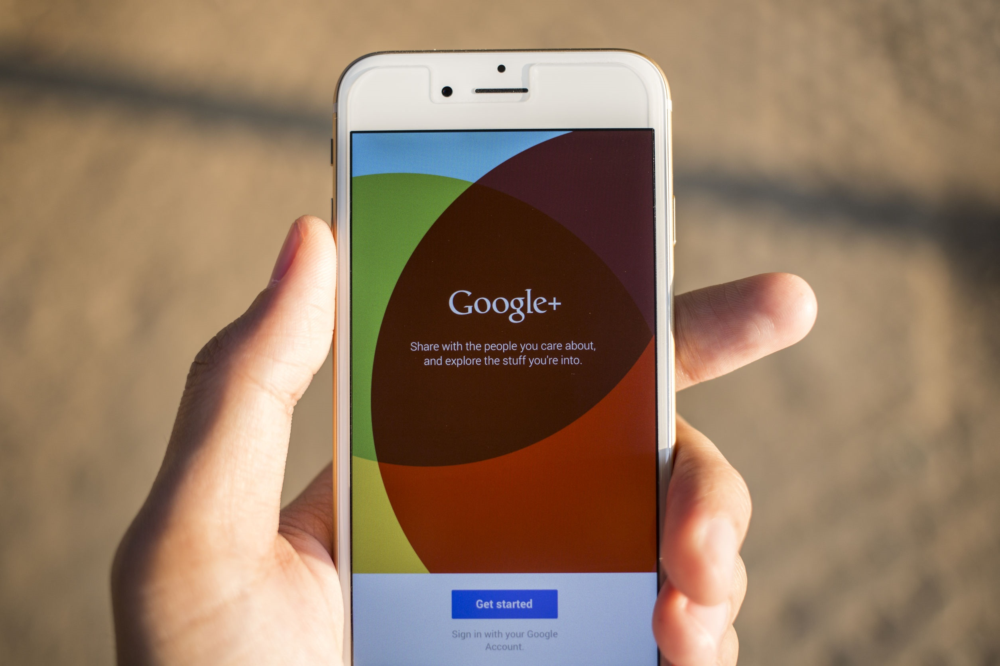 Google+
Share with the people you care about,
and explore the stuff you're into.
Get started
Sign in with your Google
Account.